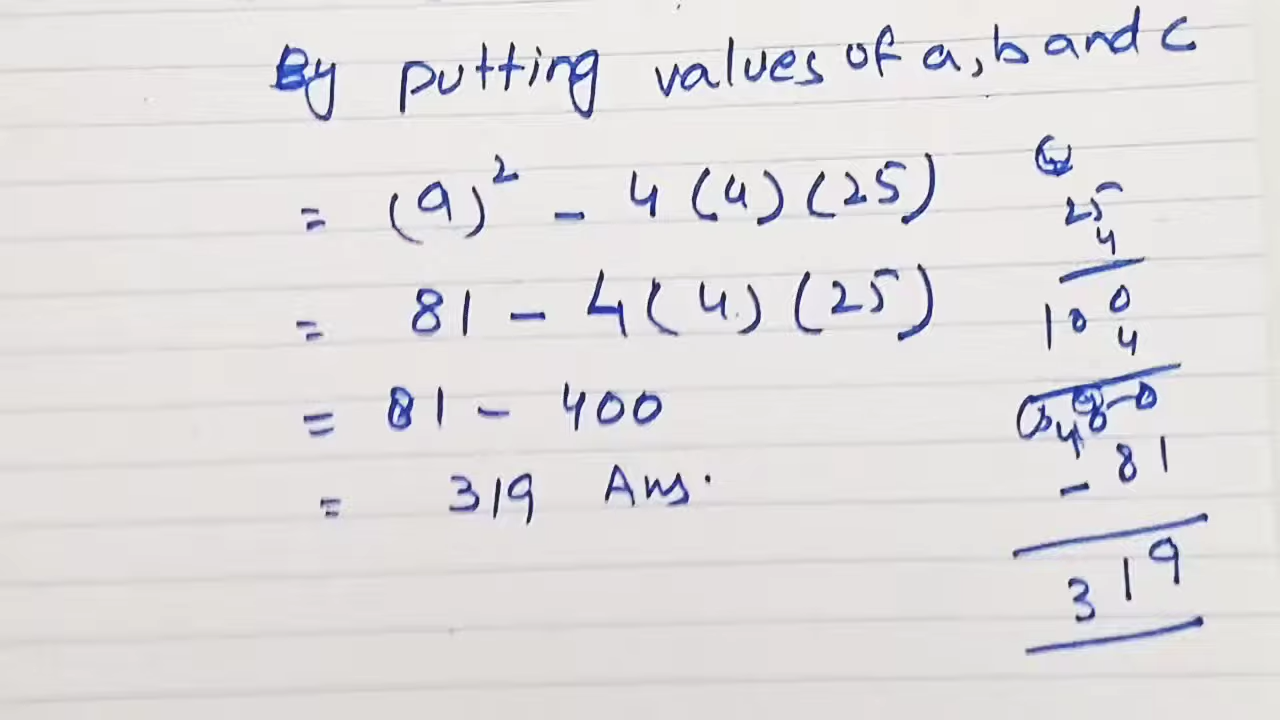 By putting values of a, b and c
= (9)² - 4 (4) (25)
= 81 - 4 (4) (25)
= 81 - 400
= 319 Ans.
25
4
100
4
400
- 81
319